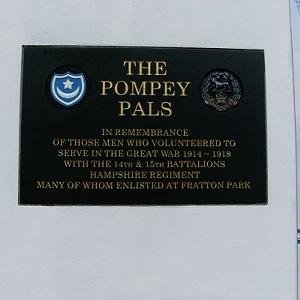 THE
POMPEY
PALS
IN REMEMBRANCE
OF THOSE MEN WHO VOLUNTEERED TO
SERVE IN THE GREAT WAR 1914 ~ 1918
WITH THE 14TH & 15TH BATTALIONS
HAMPSHIRE REGIMENT
MANY OF WHOM ENLISTED AT FRATTON PARK